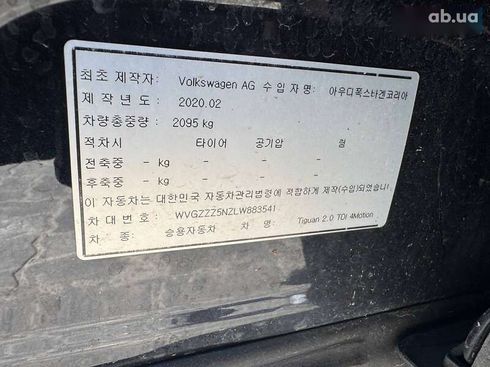 ab.ua
최초 제작자: Volkswagen AG 수 입 자 명: 아우디폭스바겐코리아
제 작 년 도 : 2020.02
차량총중량 : 2095 kg
적차시 타이어 공기압 형
전축중 - kg - - -
후축중 - kg - - -
이 자동차는 대한민국 자동차관리법령에 적합하게 제작(수입)되었습니
차 대 번 호 : WVGZZZ5NZLW883541
차 종: 승용자동차 차 명: Tiguan 2.0 TDI 4Motion